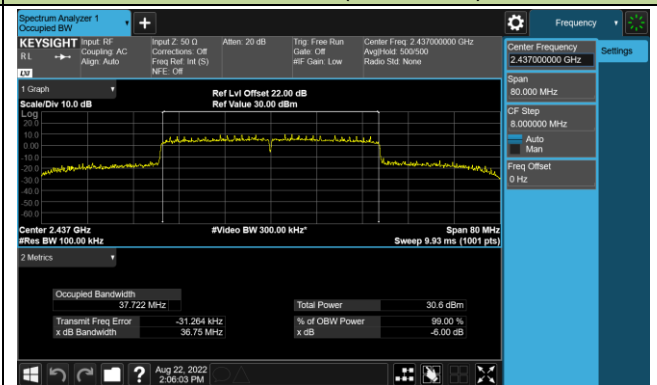 Spectrum Analyzer 1
Occupied BW
+
Frequency
KEYSIGHT
R L
LXI
Input: RF
Coupling: AC
Align: Auto
Input Z: 50 Ω
Corrections: Off
Freq Ref: Int (S)
NFE: Off
Atten: 20 dB
Trig: Free Run
Gate: Off
#IF Gain: Low
Center Freq: 2.437000000 GHz
Avg|Hold: 500/500
Radio Std: None
Center Frequency
2.437000000 GHz
Settings
Span
80.000 MHz
CF Step
8.000000 MHz
Auto
Man
Freq Offset
0 Hz
1 Graph
Scale/Div 10.0 dB
Ref Lvl Offset 22.00 dB
Ref Value 30.00 dBm
Log
20.0
10.0
0.00
-10.0
-20.0
-30.0
-40.0
-50.0
-60.0
Center 2.437 GHz
#Res BW 100.00 kHz
#Video BW 300.00 kHz*
Span 80 MHz
Sweep 9.93 ms (1001 pts)
2 Metrics
Occupied Bandwidth
37.722 MHz
Total Power 30.6 dBm
Transmit Freq Error -31.264 kHz
% of OBW Power 99.00 %
x dB Bandwidth 36.75 MHz
x dB -6.00 dB
?
Aug 22, 2022
2:06:03 PM